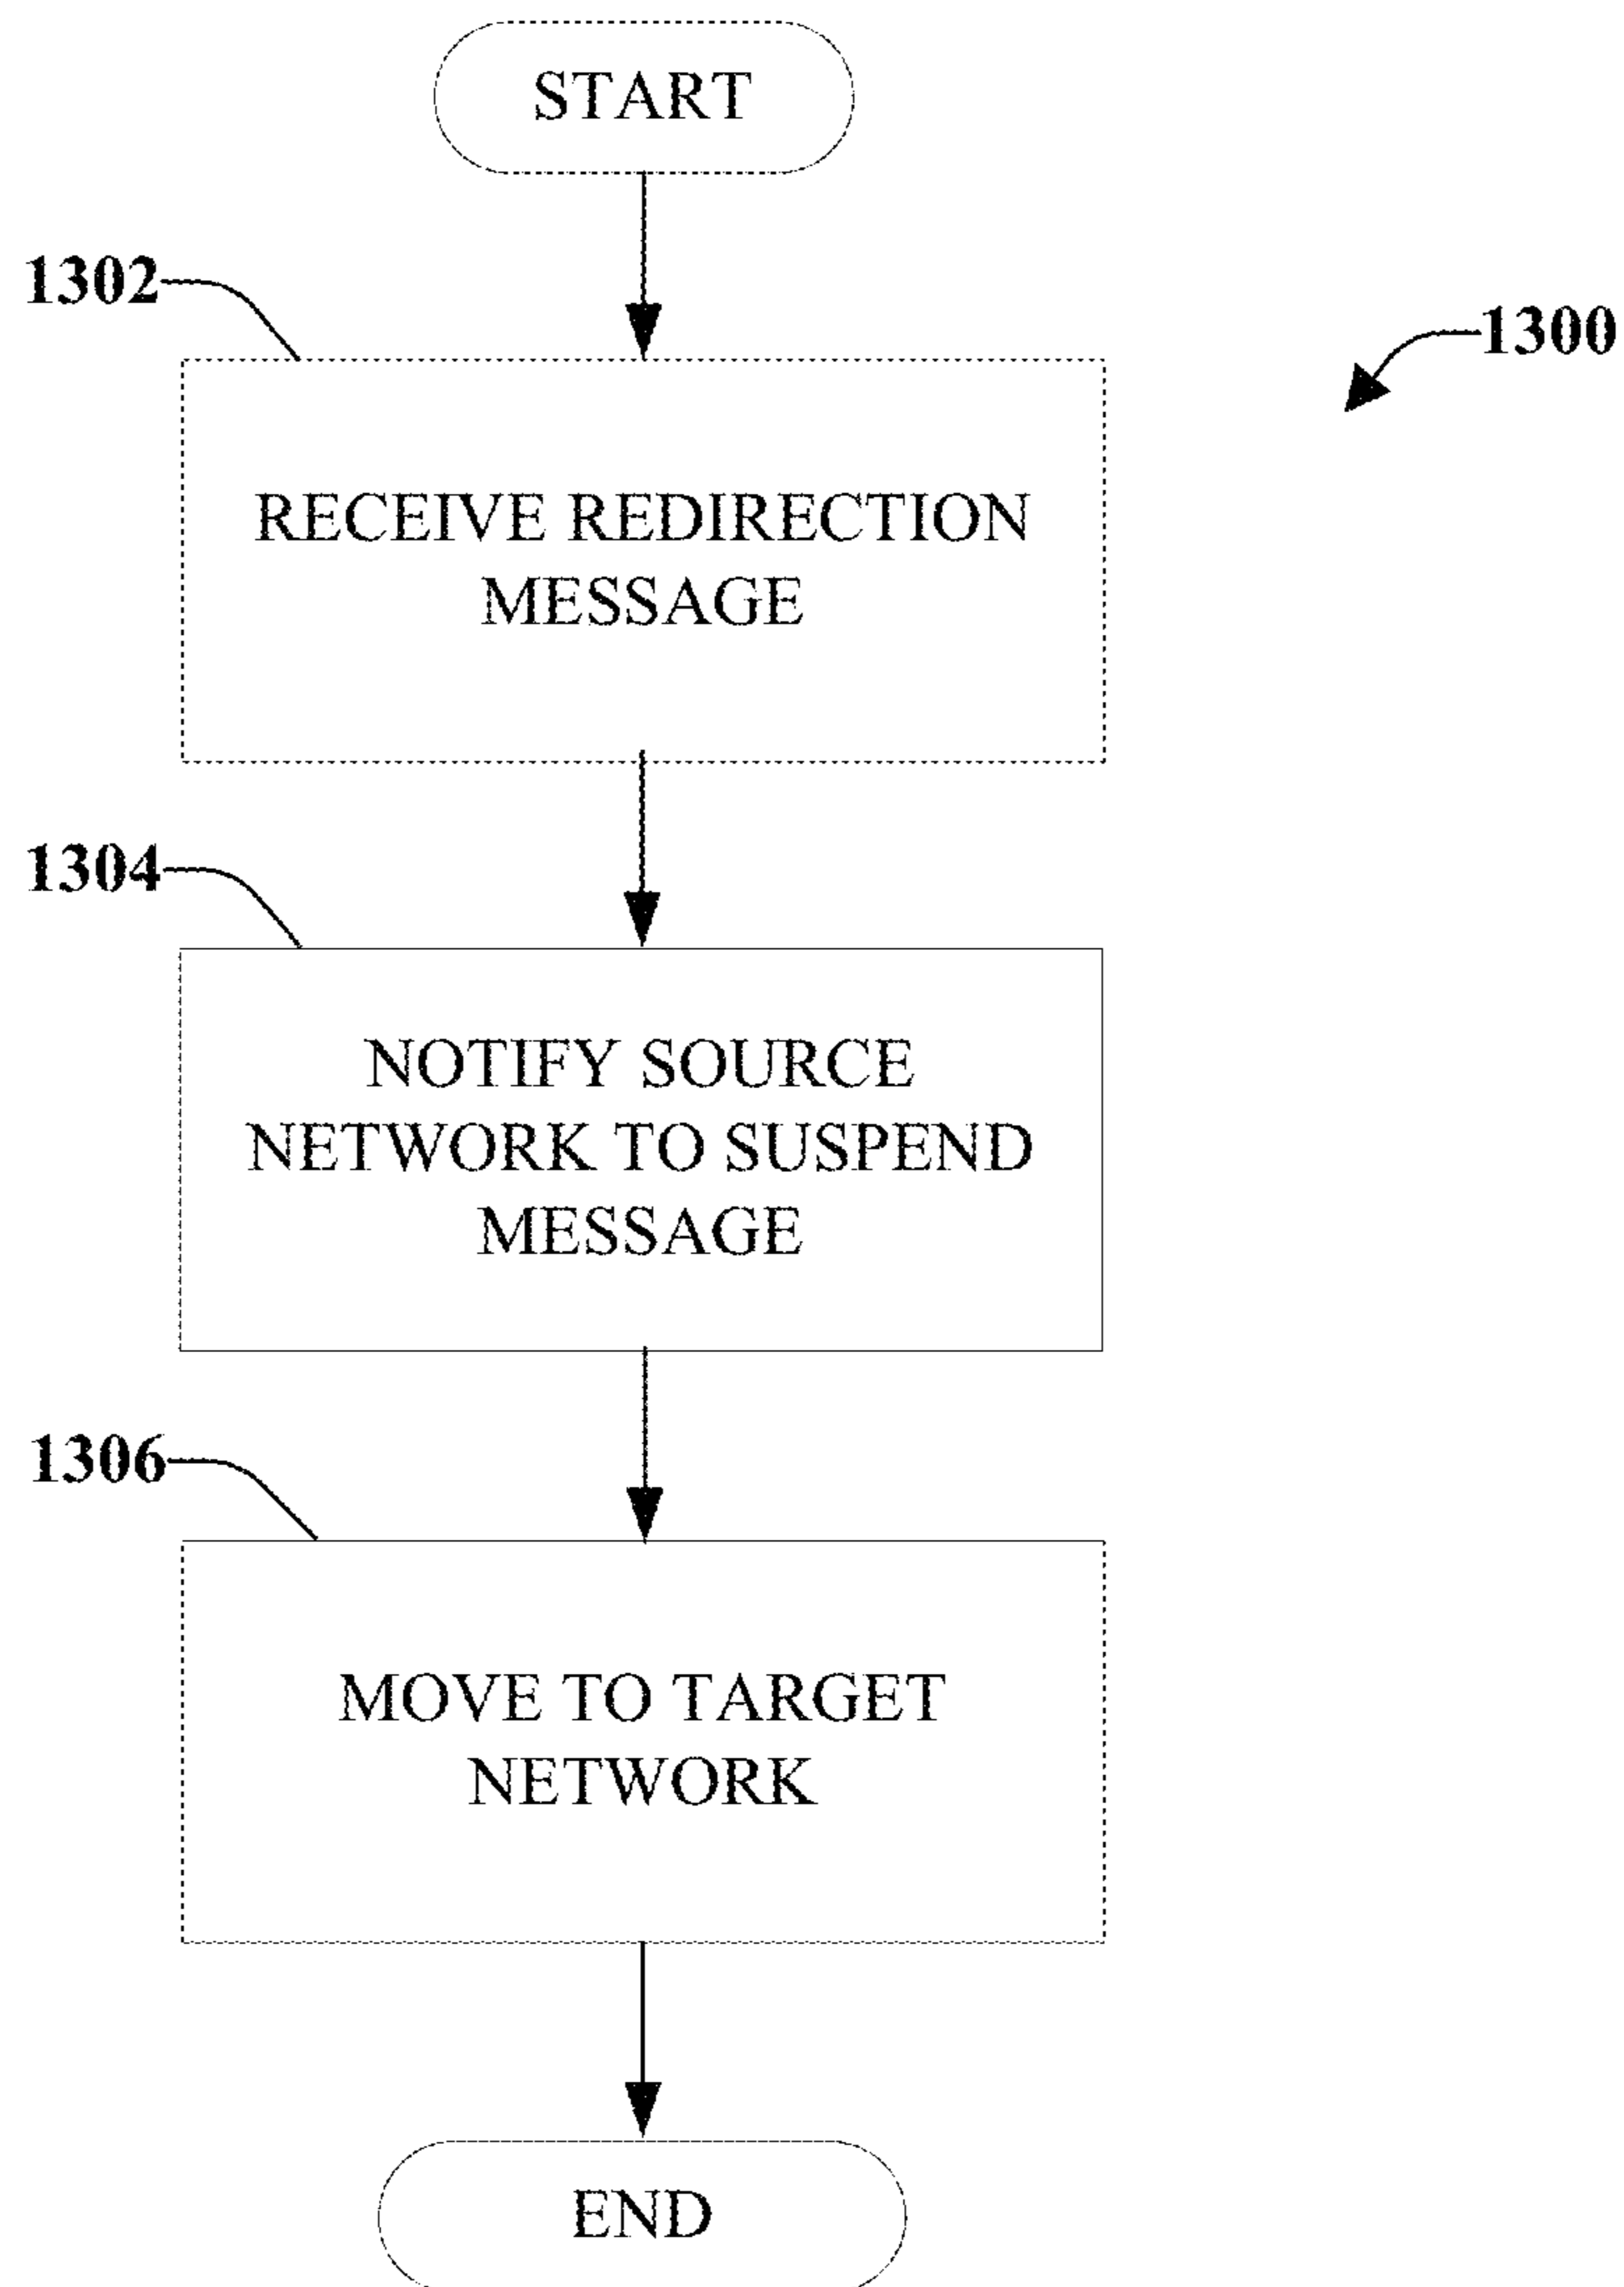 START
1302
1300
RECEIVE REDIRECTION
MESSAGE
1304
NOTIFY SOURCE
NETWORK TO SUSPEND
MESSAGE
1306
MOVE TO TARGET
NETWORK
END